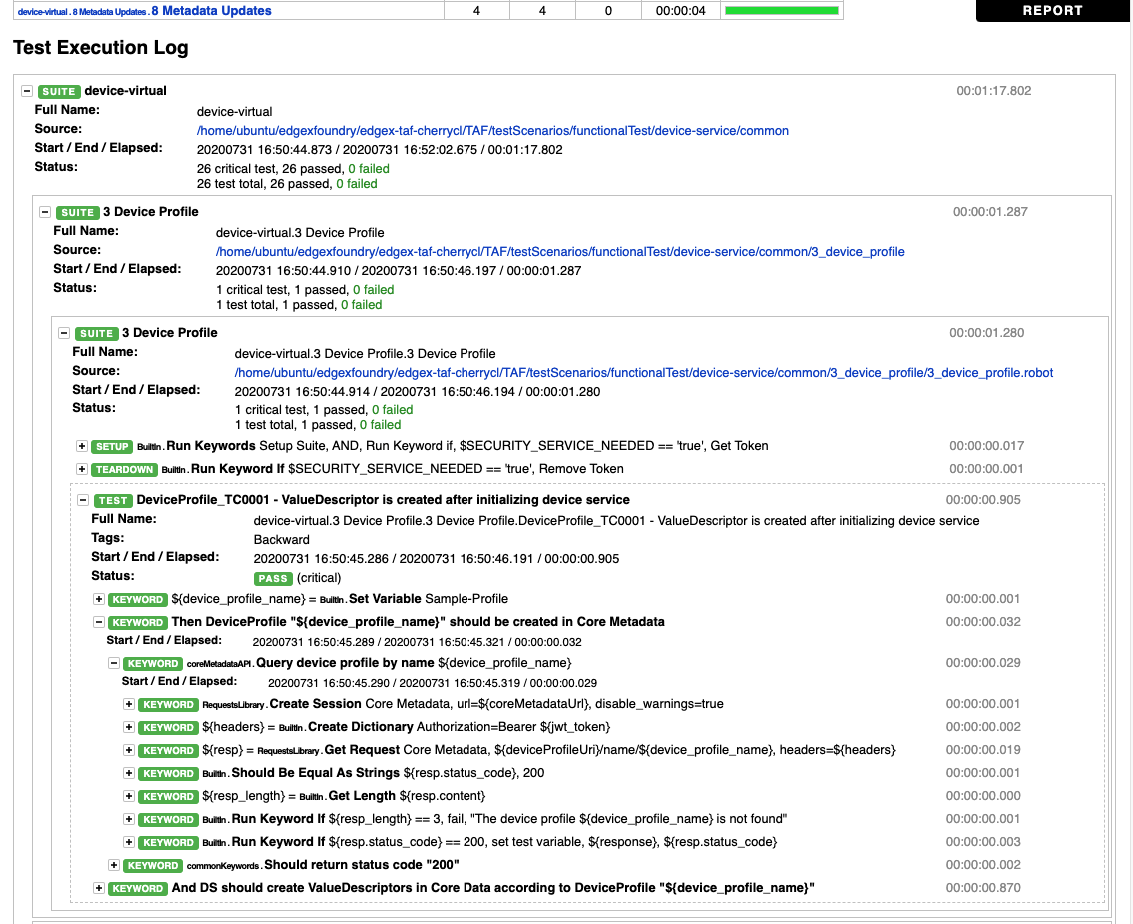 device-virtual . 8 Metadata Updates . 8 Metadata Updates 4 4 0 00:00:04
REPORT
Test Execution Log
− SUITE device-virtual 00:01:17.802
Full Name: device-virtual
Source: /home/ubuntu/edgexfoundry/edgex-taf-cherrycl/TAF/testScenarios/functionalTest/device-service/common
Start / End / Elapsed: 20200731 16:50:44.873 / 20200731 16:52:02.675 / 00:01:17.802
Status: 26 critical test, 26 passed, 0 failed
26 test total, 26 passed, 0 failed
− SUITE 3 Device Profile 00:00:01.287
Full Name: device-virtual.3 Device Profile
Source: /home/ubuntu/edgexfoundry/edgex-taf-cherrycl/TAF/testScenarios/functionalTest/device-service/common/3_device_profile
Start / End / Elapsed: 20200731 16:50:44.910 / 20200731 16:50:46.197 / 00:00:01.287
Status: 1 critical test, 1 passed, 0 failed
1 test total, 1 passed, 0 failed
− SUITE 3 Device Profile 00:00:01.280
Full Name: device-virtual.3 Device Profile.3 Device Profile
Source: /home/ubuntu/edgexfoundry/edgex-taf-cherrycl/TAF/testScenarios/functionalTest/device-service/common/3_device_profile/3_device_profile.robot
Start / End / Elapsed: 20200731 16:50:44.914 / 20200731 16:50:46.194 / 00:00:01.280
Status: 1 critical test, 1 passed, 0 failed
1 test total, 1 passed, 0 failed
+ SETUP BuiltIn . Run Keywords Setup Suite, AND, Run Keyword if, $SECURITY_SERVICE_NEEDED == 'true', Get Token 00:00:00.017
+ TEARDOWN BuiltIn . Run Keyword If $SECURITY_SERVICE_NEEDED == 'true', Remove Token 00:00:00.001
− TEST DeviceProfile_TC0001 - ValueDescriptor is created after initializing device service 00:00:00.905
Full Name: device-virtual.3 Device Profile.3 Device Profile.DeviceProfile_TC0001 - ValueDescriptor is created after initializing device service
Tags: Backward
Start / End / Elapsed: 20200731 16:50:45.286 / 20200731 16:50:46.191 / 00:00:00.905
Status: PASS (critical)
+ KEYWORD ${device_profile_name} = BuiltIn . Set Variable Sample-Profile 00:00:00.001
− KEYWORD Then DeviceProfile "${device_profile_name}" should be created in Core Metadata 00:00:00.032
Start / End / Elapsed: 20200731 16:50:45.289 / 20200731 16:50:45.321 / 00:00:00.032
− KEYWORD coreMetadataAPI . Query device profile by name ${device_profile_name} 00:00:00.029
Start / End / Elapsed: 20200731 16:50:45.290 / 20200731 16:50:45.319 / 00:00:00.029
+ KEYWORD RequestsLibrary . Create Session Core Metadata, url=${coreMetadataUrl}, disable_warnings=true 00:00:00.001
+ KEYWORD ${headers} = BuiltIn . Create Dictionary Authorization=Bearer ${jwt_token} 00:00:00.002
+ KEYWORD ${resp} = RequestsLibrary . Get Request Core Metadata, ${deviceProfileUri}/name/${device_profile_name}, headers=${headers} 00:00:00.019
+ KEYWORD BuiltIn . Should Be Equal As Strings ${resp.status_code}, 200 00:00:00.001
+ KEYWORD ${resp_length} = BuiltIn . Get Length ${resp.content} 00:00:00.000
+ KEYWORD BuiltIn . Run Keyword If ${resp_length} == 3, fail, "The device profile ${device_profile_name} is not found" 00:00:00.001
+ KEYWORD BuiltIn . Run Keyword If ${resp.status_code} == 200, set test variable, ${response}, ${resp.status_code} 00:00:00.003
+ KEYWORD commonKeywords . Should return status code "200" 00:00:00.002
+ KEYWORD And DS should create ValueDescriptors in Core Data according to DeviceProfile "${device_profile_name}" 00:00:00.870